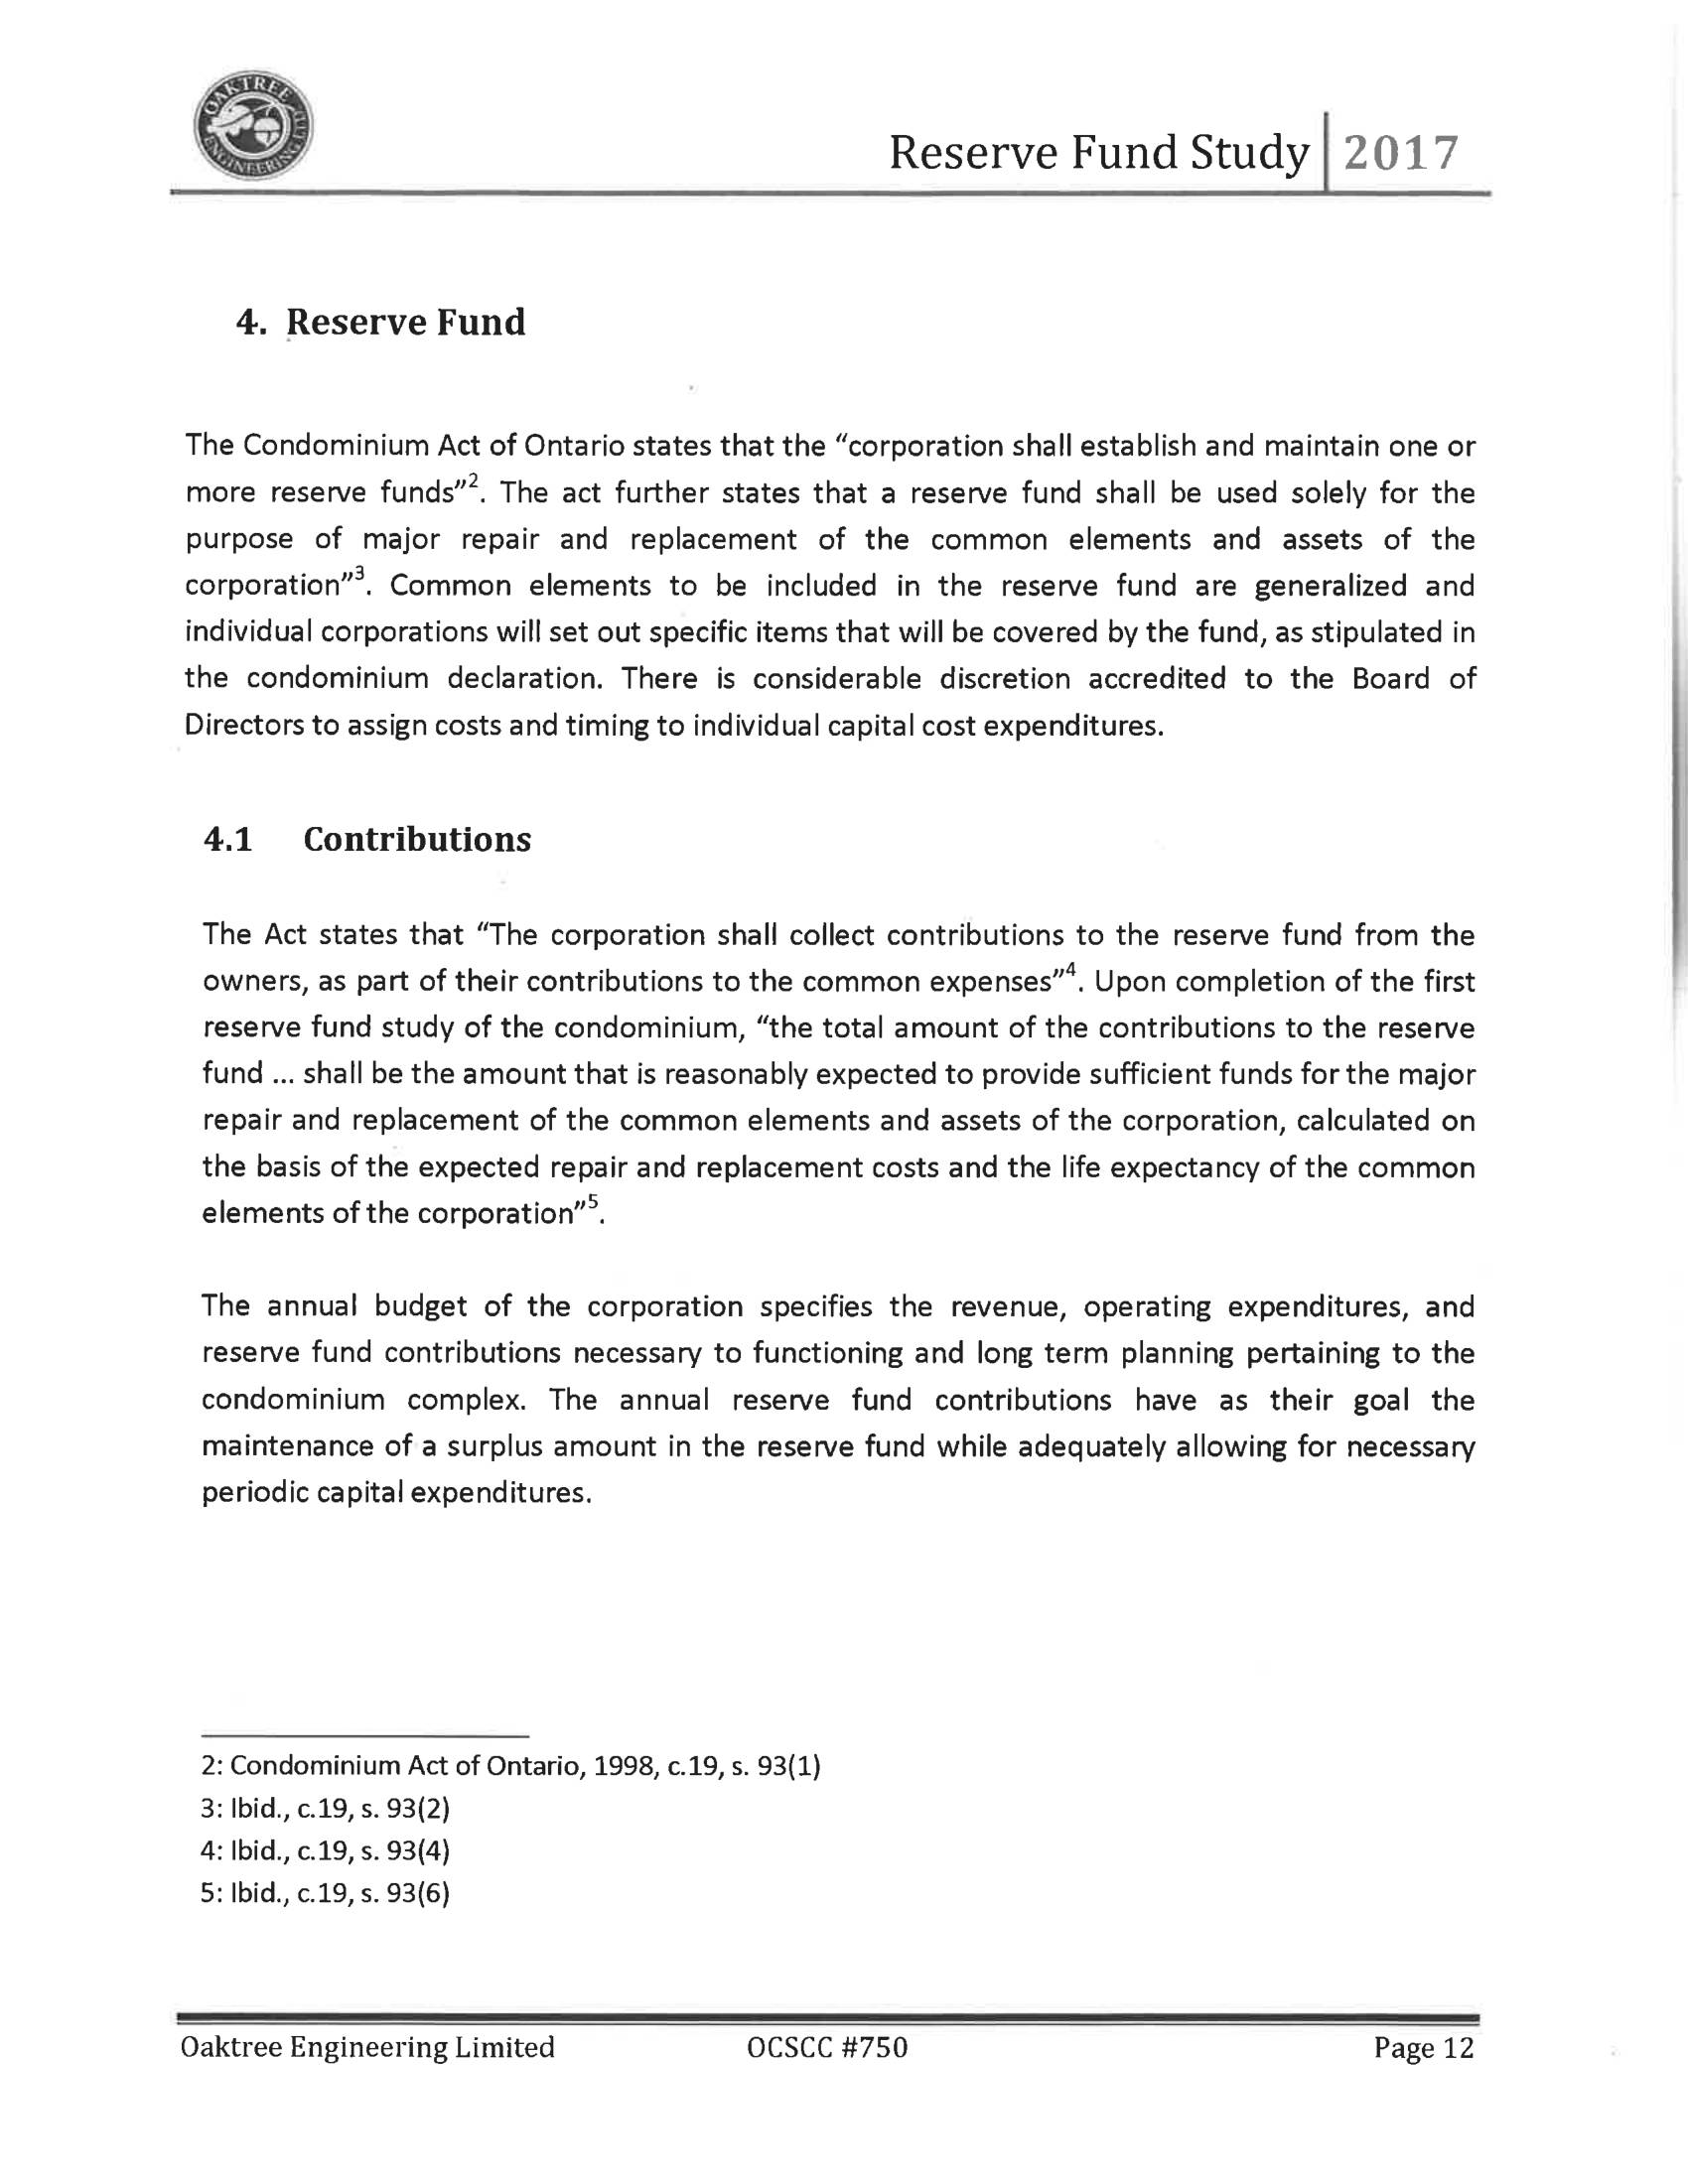 OAKTREE
ENGINEERING LTD
Reserve Fund Study 2017
4. Reserve Fund
The Condominium Act of Ontario states that the “corporation shall establish and maintain one or
more reserve funds”2. The act further states that a reserve fund shall be used solely for the
purpose of major repair and replacement of the common elements and assets of the
corporation”3. Common elements to be included in the reserve fund are generalized and
individual corporations will set out specific items that will be covered by the fund, as stipulated in
the condominium declaration. There is considerable discretion accredited to the Board of
Directors to assign costs and timing to individual capital cost expenditures.
4.1 Contributions
The Act states that “The corporation shall collect contributions to the reserve fund from the
owners, as part of their contributions to the common expenses”4. Upon completion of the first
reserve fund study of the condominium, “the total amount of the contributions to the reserve
fund ... shall be the amount that is reasonably expected to provide sufficient funds for the major
repair and replacement of the common elements and assets of the corporation, calculated on
the basis of the expected repair and replacement costs and the life expectancy of the common
elements of the corporation”5.
The annual budget of the corporation specifies the revenue, operating expenditures, and
reserve fund contributions necessary to functioning and long term planning pertaining to the
condominium complex. The annual reserve fund contributions have as their goal the
maintenance of a surplus amount in the reserve fund while adequately allowing for necessary
periodic capital expenditures.
2: Condominium Act of Ontario, 1998, c.19, s. 93(1)
3: Ibid., c.19, s. 93(2)
4: Ibid., c.19, s. 93(4)
5: Ibid., c.19, s. 93(6)
Oaktree Engineering Limited OCSCC #750 Page 12